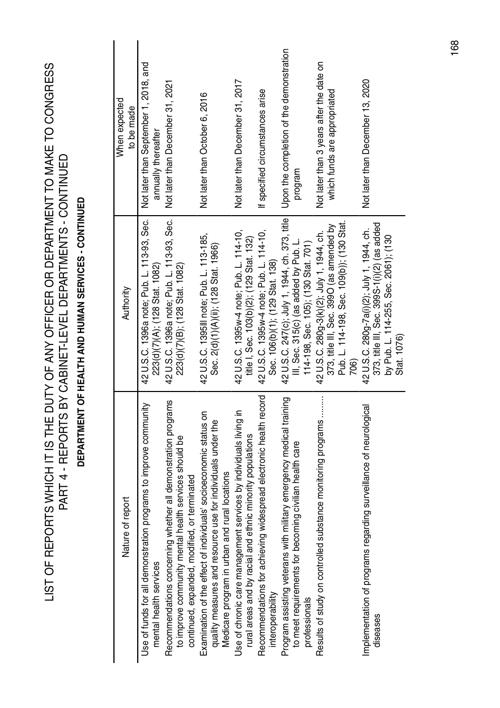 LIST OF REPORTS WHICH IT IS THE DUTY OF ANY OFFICER OR DEPARTMENT TO MAKE TO CONGRESS
PART 4 - REPORTS BY CABINET-LEVEL DEPARTMENTS - CONTINUED
DEPARTMENT OF HEALTH AND HUMAN SERVICES - CONTINUED
Nature of report
Authority
When expected
to be made
Use of funds for all demonstration programs to improve community
mental health services
42 U.S.C. 1396a note; Pub. L. 113-93, Sec.
223(d)(7)(A); (128 Stat. 1082)
Not later than September 1, 2018, and
annually thereafter
Recommendations concerning whether all demonstration programs
to improve community mental health services should be
continued, expanded, modified, or terminated
42 U.S.C. 1396a note; Pub. L. 113-93, Sec.
223(d)(7)(B); (128 Stat. 1082)
Not later than December 31, 2021
Examination of the effect of individuals' socioeconomic status on
quality measures and resource use for individuals under the
Medicare program in urban and rural locations
42 U.S.C. 1395lll note; Pub. L. 113-185,
Sec. 2(d)(1)(A)(i); (128 Stat. 1966)
Not later than October 6, 2016
Use of chronic care management services by individuals living in
rural areas and by racial and ethnic minority populations
42 U.S.C. 1395w-4 note; Pub. L. 114-10,
title I, Sec. 103(b)(2); (129 Stat. 132)
Not later than December 31, 2017
Recommendations for achieving widespread electronic health record
interoperability
42 U.S.C. 1395w-4 note; Pub. L. 114-10,
Sec. 106(b)(1); (129 Stat. 138)
If specified circumstances arise
Program assisting veterans with military emergency medical training
to meet requirements for becoming civilian health care
professionals
42 U.S.C. 247(c); July 1, 1944, ch. 373, title
III, Sec. 315(c) (as added by Pub. L.
114-198, Sec. 105); (130 Stat. 701)
Upon the completion of the demonstration
program
Results of study on controlled substance monitoring programs .........
42 U.S.C. 280g-3(k)(2); July 1, 1944, ch.
373, title III, Sec. 399O (as amended by
Pub. L. 114-198, Sec. 109(b)); (130 Stat.
706)
Not later than 3 years after the date on
which funds are appropriated
Implementation of programs regarding surveillance of neurological
diseases
42 U.S.C. 280g-7a(i)(2); July 1, 1944, ch.
373, title III, Sec. 399S-1(i)(2) (as added
by Pub. L. 114-255, Sec. 2061); (130
Stat. 1076)
Not later than December 13, 2020
168